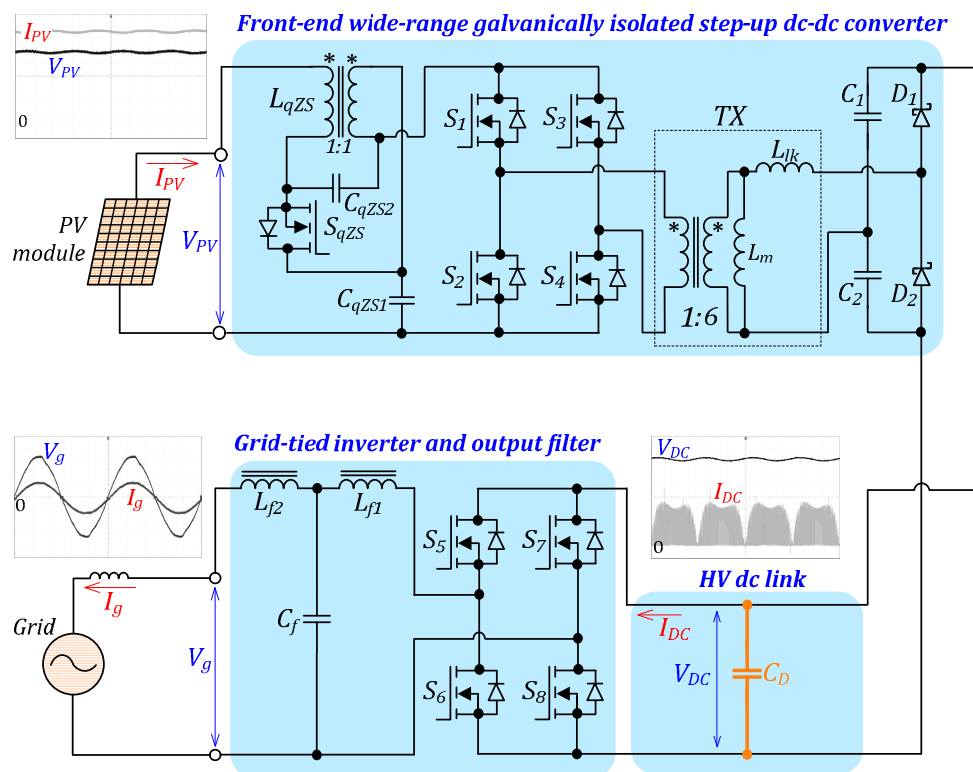 Front-end wide-range galvanically isolated step-up dc-dc converter
I_PV
V_PV
0
* *
L_qZS
1:1
C_qZS2
S_qZS
C_qZS1
I_PV
V_PV
PV
module
S_1
S_3
S_2
S_4
TX
L_lk
* *
L_m
1:6
C_1
D_1
C_2
D_2
Grid-tied inverter and output filter
V_g
I_g
0
L_f2
L_f1
S_5
S_7
C_f
S_6
S_8
I_g
Grid
V_g
V_DC
I_DC
0
HV dc link
I_DC
V_DC
C_D